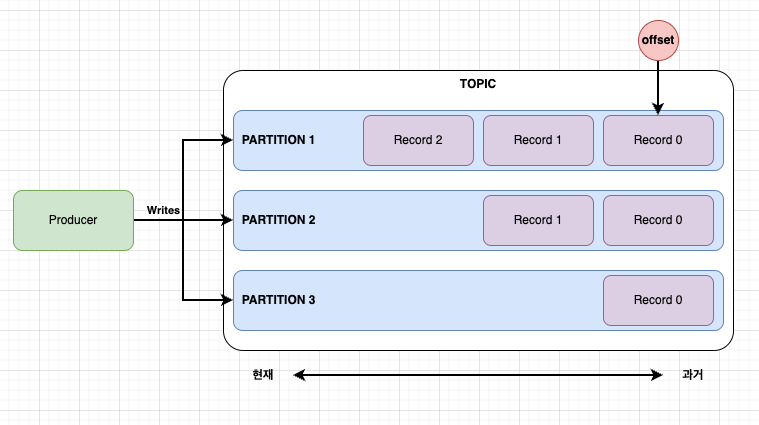 offset
TOPIC
PARTITION 1
Record 2
Record 1
Record 0
Producer
Writes
PARTITION 2
Record 1
Record 0
PARTITION 3
Record 0
현재
과거